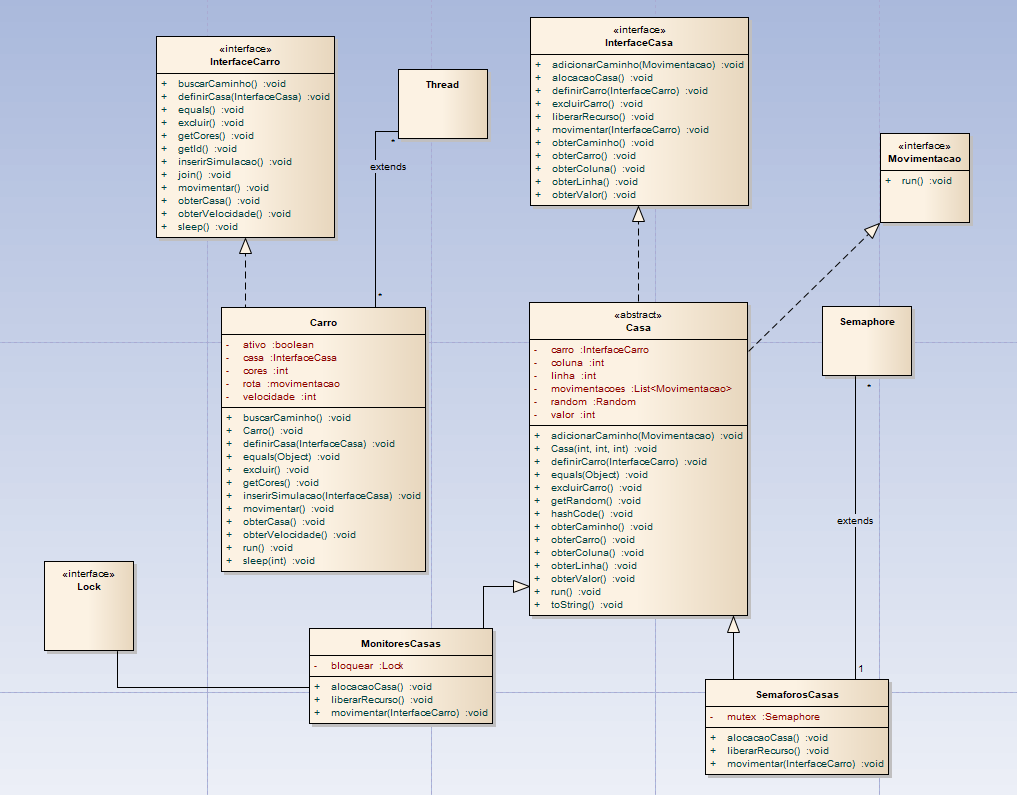 «interface»
InterfaceCarro
+ buscarCaminho() :void
+ definirCasa(InterfaceCasa) :void
+ equals() :void
+ excluir() :void
+ getCores() :void
+ getId() :void
+ inserirSimulacao() :void
+ join() :void
+ movimentar() :void
+ obterCasa() :void
+ obterVelocidade() :void
+ sleep() :void
Thread
*
extends
*
«interface»
InterfaceCasa
+ adicionarCaminho(Movimentacao) :void
+ alocacaoCasa() :void
+ definirCarro(InterfaceCarro) :void
+ excluirCarro() :void
+ liberarRecurso() :void
+ movimentar(InterfaceCarro) :void
+ obterCaminho() :void
+ obterCarro() :void
+ obterColuna() :void
+ obterLinha() :void
+ obterValor() :void
«interface»
Movimentacao
+ run() :void
Carro
- ativo :boolean
- casa :InterfaceCasa
- cores :int
- rota :movimentacao
- velocidade :int
+ buscarCaminho() :void
+ Carro() :void
+ definirCasa(InterfaceCasa) :void
+ equals(Object) :void
+ excluir() :void
+ getCores() :void
+ inserirSimulacao(InterfaceCasa) :void
+ movimentar() :void
+ obterCasa() :void
+ obterVelocidade() :void
+ run() :void
+ sleep(int) :void
«abstract»
Casa
- carro :InterfaceCarro
- coluna :int
- linha :int
- movimentacoes :List<Movimentacao>
- random :Random
- valor :int
+ adicionarCaminho(Movimentacao) :void
+ Casa(int, int, int) :void
+ definirCarro(InterfaceCarro) :void
+ equals(Object) :void
+ excluirCarro() :void
+ getRandom() :void
+ hashCode() :void
+ obterCaminho() :void
+ obterCarro() :void
+ obterColuna() :void
+ obterLinha() :void
+ obterValor() :void
+ run() :void
+ toString() :void
Semaphore
*
extends
1
«interface»
Lock
MonitoresCasas
- bloquear :Lock
+ alocacaoCasa() :void
+ liberarRecurso() :void
+ movimentar(InterfaceCarro) :void
SemaforosCasas
- mutex :Semaphore
+ alocacaoCasa() :void
+ liberarRecurso() :void
+ movimentar(InterfaceCarro) :void